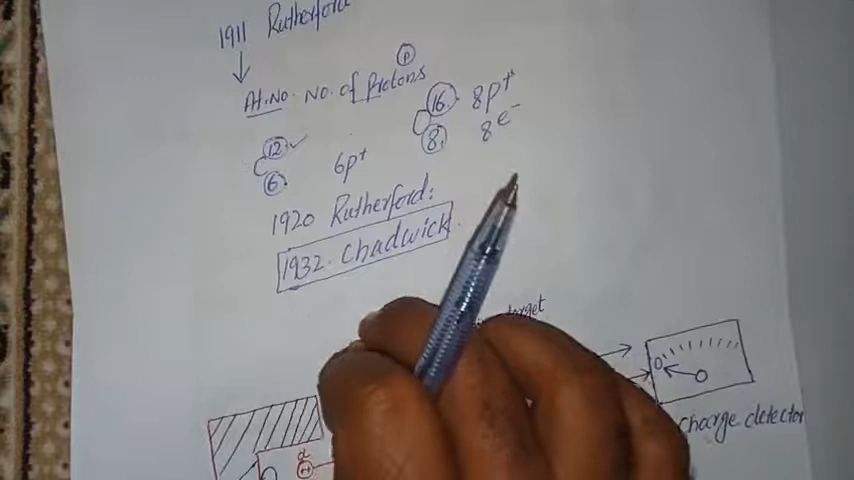 1911 Rutherford
P
At.No. No. of Protons
12
C
6
6p+
16
O
8
8p+
8e-
1920 Rutherford:
1932. Chadwick.
target
0
charge detector
α